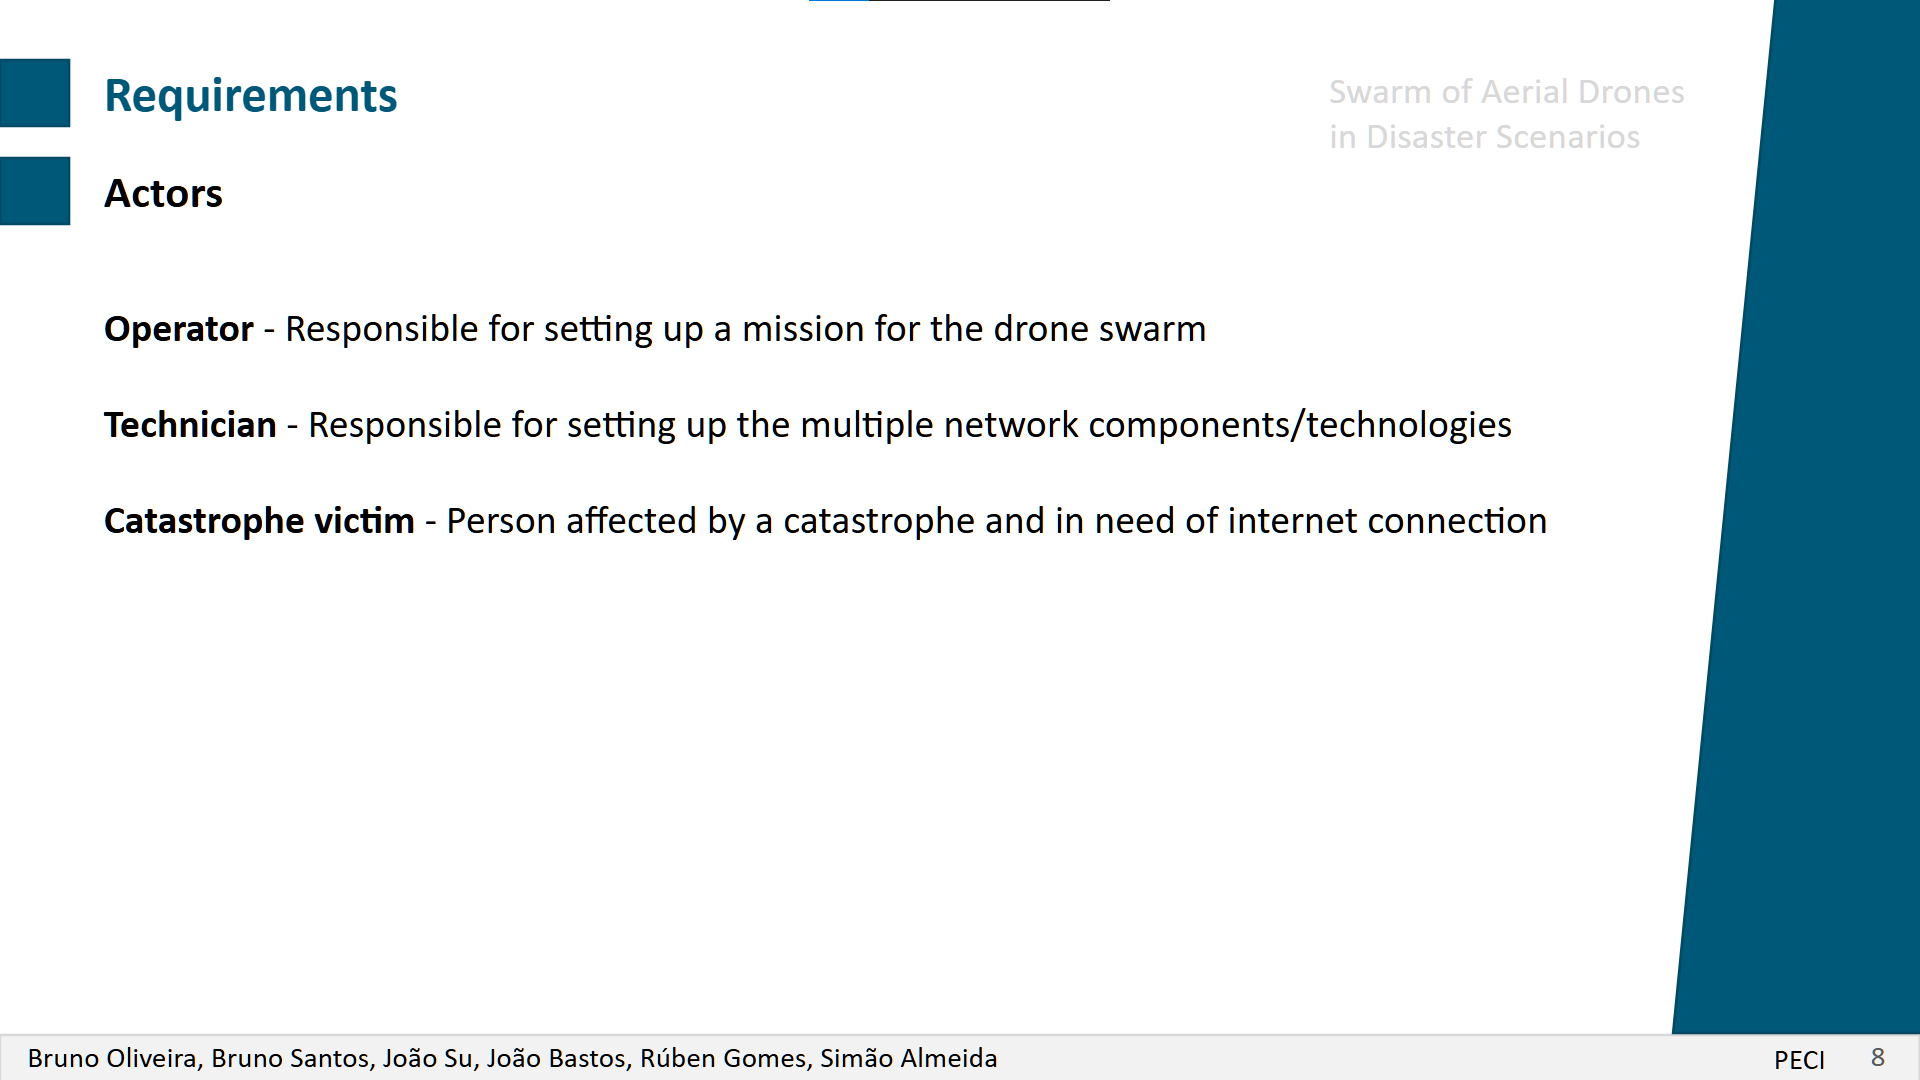 Requirements
Swarm of Aerial Drones
in Disaster Scenarios
Actors
Operator - Responsible for setting up a mission for the drone swarm
Technician - Responsible for setting up the multiple network components/technologies
Catastrophe victim - Person affected by a catastrophe and in need of internet connection
Bruno Oliveira, Bruno Santos, João Su, João Bastos, Rúben Gomes, Simão Almeida
PECI 8